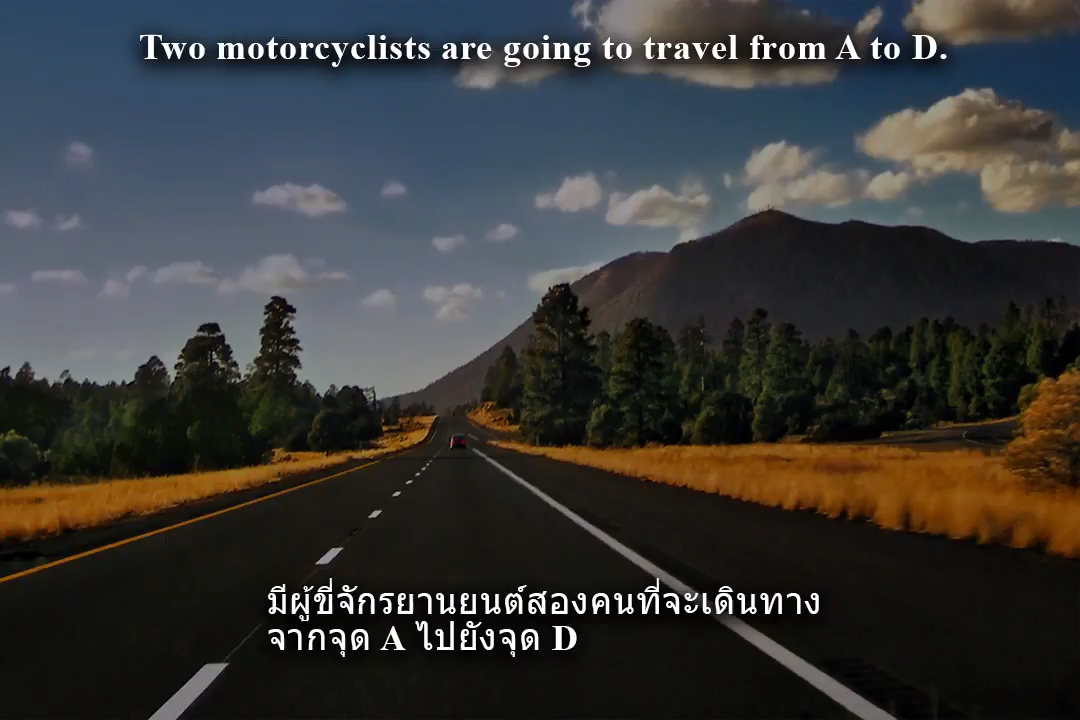 Two motorcyclists are going to travel from A to D.
มีผู้ขี่จักรยานยนต์สองคนที่จะเดินทาง
จากจุด A ไปยังจุด D